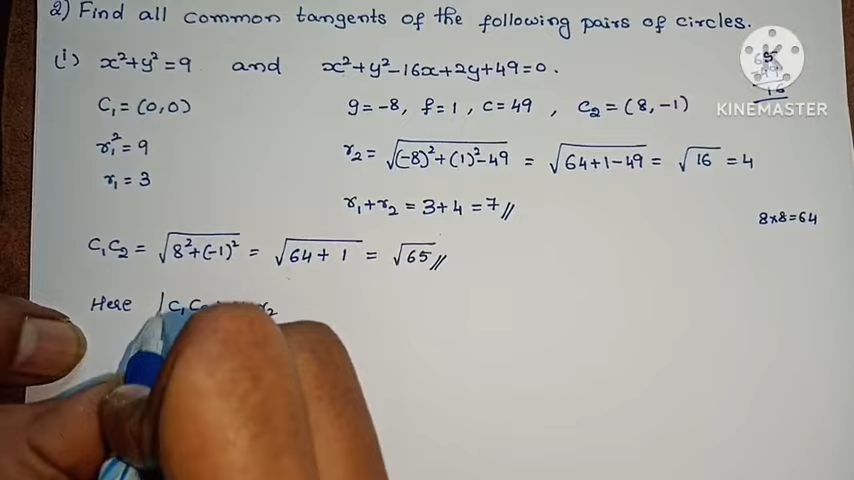 2) Find all common tangents of the following pairs of circles.
(i) x²+y²=9 and x²+y²-16x+2y+49=0.
C₁=(0,0) g=-8, f=1, c=49, C₂=(8,-1)
r₁²=9 r₂=√((-8)²+(1)²-49) = √(64+1-49) = √16 = 4
r₁=3
r₁+r₂=3+4=7//
8x8=64
C₁C₂=√(8²+(-1)²) = √(64+1) = √65//
Here |C₁C
KINEMASTER